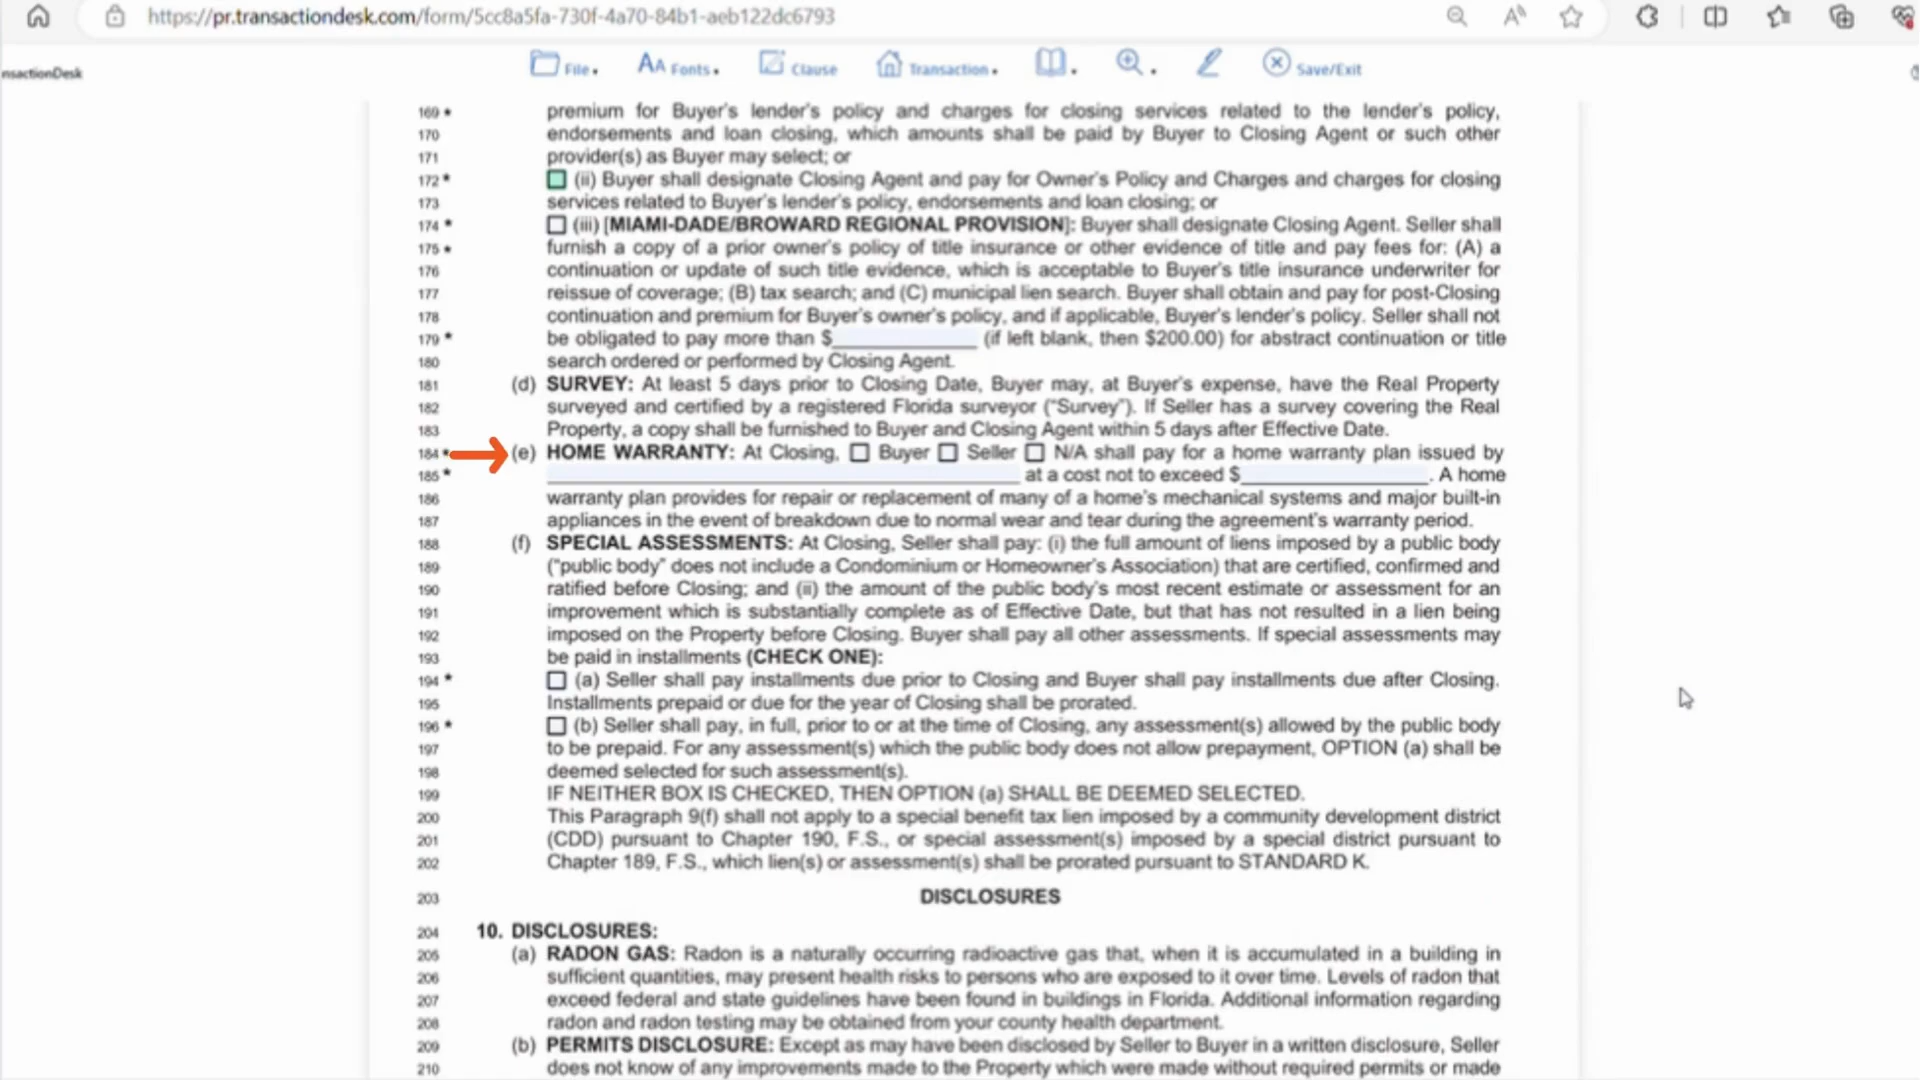 https://pr.transactiondesk.com/form/5cc8a5fa-730f-4a70-84b1-aeb122dc6793
nsactionDesk
File
AA Fonts
Clause
Transaction
Save/Exit
169 * premium for Buyer's lender's policy and charges for closing services related to the lender's policy,
170 endorsements and loan closing, which amounts shall be paid by Buyer to Closing Agent or such other
171 provider(s) as Buyer may select; or
172 * (ii) Buyer shall designate Closing Agent and pay for Owner's Policy and Charges and charges for closing
173 services related to Buyer's lender's policy, endorsements and loan closing; or
174 * (iii) [MIAMI-DADE/BROWARD REGIONAL PROVISION]: Buyer shall designate Closing Agent. Seller shall
175 * furnish a copy of a prior owner's policy of title insurance or other evidence of title and pay fees for: (A) a
176 continuation or update of such title evidence, which is acceptable to Buyer's title insurance underwriter for
177 reissue of coverage; (B) tax search; and (C) municipal lien search. Buyer shall obtain and pay for post-Closing
178 continuation and premium for Buyer's owner's policy, and if applicable, Buyer's lender's policy. Seller shall not
179 * be obligated to pay more than $____________ (if left blank, then $200.00) for abstract continuation or title
180 search ordered or performed by Closing Agent.
181 (d) SURVEY: At least 5 days prior to Closing Date, Buyer may, at Buyer's expense, have the Real Property
182 surveyed and certified by a registered Florida surveyor ("Survey"). If Seller has a survey covering the Real
183 Property, a copy shall be furnished to Buyer and Closing Agent within 5 days after Effective Date.
184 * (e) HOME WARRANTY: At Closing, Buyer Seller N/A shall pay for a home warranty plan issued by
185 * ____________ at a cost not to exceed $____________. A home
186 warranty plan provides for repair or replacement of many of a home's mechanical systems and major built-in
187 appliances in the event of breakdown due to normal wear and tear during the agreement's warranty period.
188 (f) SPECIAL ASSESSMENTS: At Closing, Seller shall pay: (i) the full amount of liens imposed by a public body
189 ("public body" does not include a Condominium or Homeowner's Association) that are certified, confirmed and
190 ratified before Closing; and (ii) the amount of the public body's most recent estimate or assessment for an
191 improvement which is substantially complete as of Effective Date, but that has not resulted in a lien being
192 imposed on the Property before Closing. Buyer shall pay all other assessments. If special assessments may
193 be paid in installments (CHECK ONE):
194 * (a) Seller shall pay installments due prior to Closing and Buyer shall pay installments due after Closing.
195 Installments prepaid or due for the year of Closing shall be prorated.
196 * (b) Seller shall pay, in full, prior to or at the time of Closing, any assessment(s) allowed by the public body
197 to be prepaid. For any assessment(s) which the public body does not allow prepayment, OPTION (a) shall be
198 deemed selected for such assessment(s).
199 IF NEITHER BOX IS CHECKED, THEN OPTION (a) SHALL BE DEEMED SELECTED.
200 This Paragraph 9(f) shall not apply to a special benefit tax lien imposed by a community development district
201 (CDD) pursuant to Chapter 190, F.S., or special assessment(s) imposed by a special district pursuant to
202 Chapter 189, F.S., which lien(s) or assessment(s) shall be prorated pursuant to STANDARD K.
203 DISCLOSURES
204 10. DISCLOSURES:
205 (a) RADON GAS: Radon is a naturally occurring radioactive gas that, when it is accumulated in a building in
206 sufficient quantities, may present health risks to persons who are exposed to it over time. Levels of radon that
207 exceed federal and state guidelines have been found in buildings in Florida. Additional information regarding
208 radon and radon testing may be obtained from your county health department.
209 (b) PERMITS DISCLOSURE: Except as may have been disclosed by Seller to Buyer in a written disclosure, Seller
210 does not know of any improvements made to the Property which were made without required permits or made